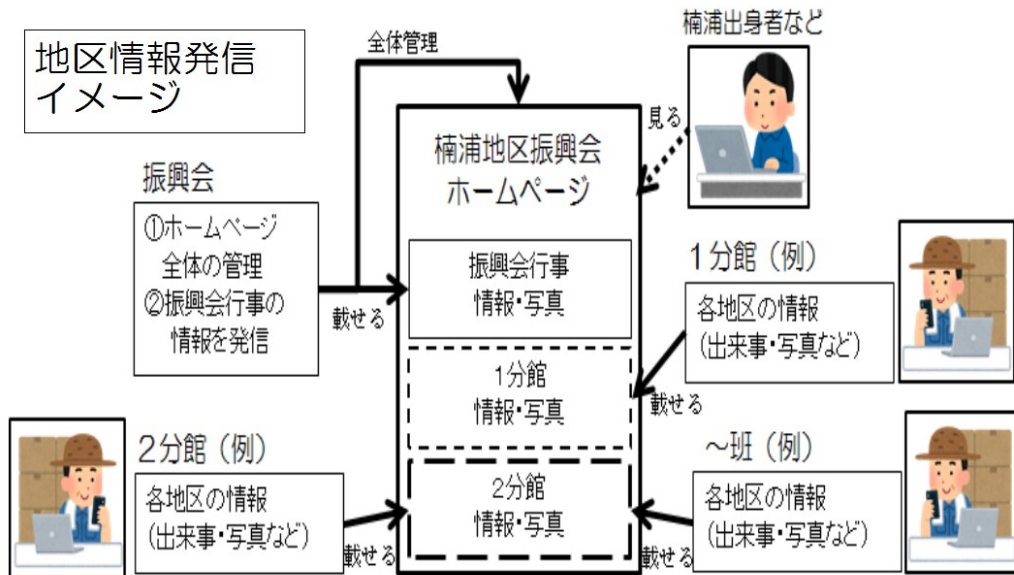 地区情報発信
イメージ
全体管理
楠浦出身者など
見る
楠浦地区振興会
ホームページ
振興会
①ホームページ
全体の管理
②振興会行事の
情報を発信
載せる
振興会行事
情報・写真
1分館（例）
各地区の情報
(出来事・写真など)
載せる
1分館
情報・写真
2分館（例）
各地区の情報
(出来事・写真など)
載せる
2分館
情報・写真
～班（例）
各地区の情報
(出来事・写真など)
載せる